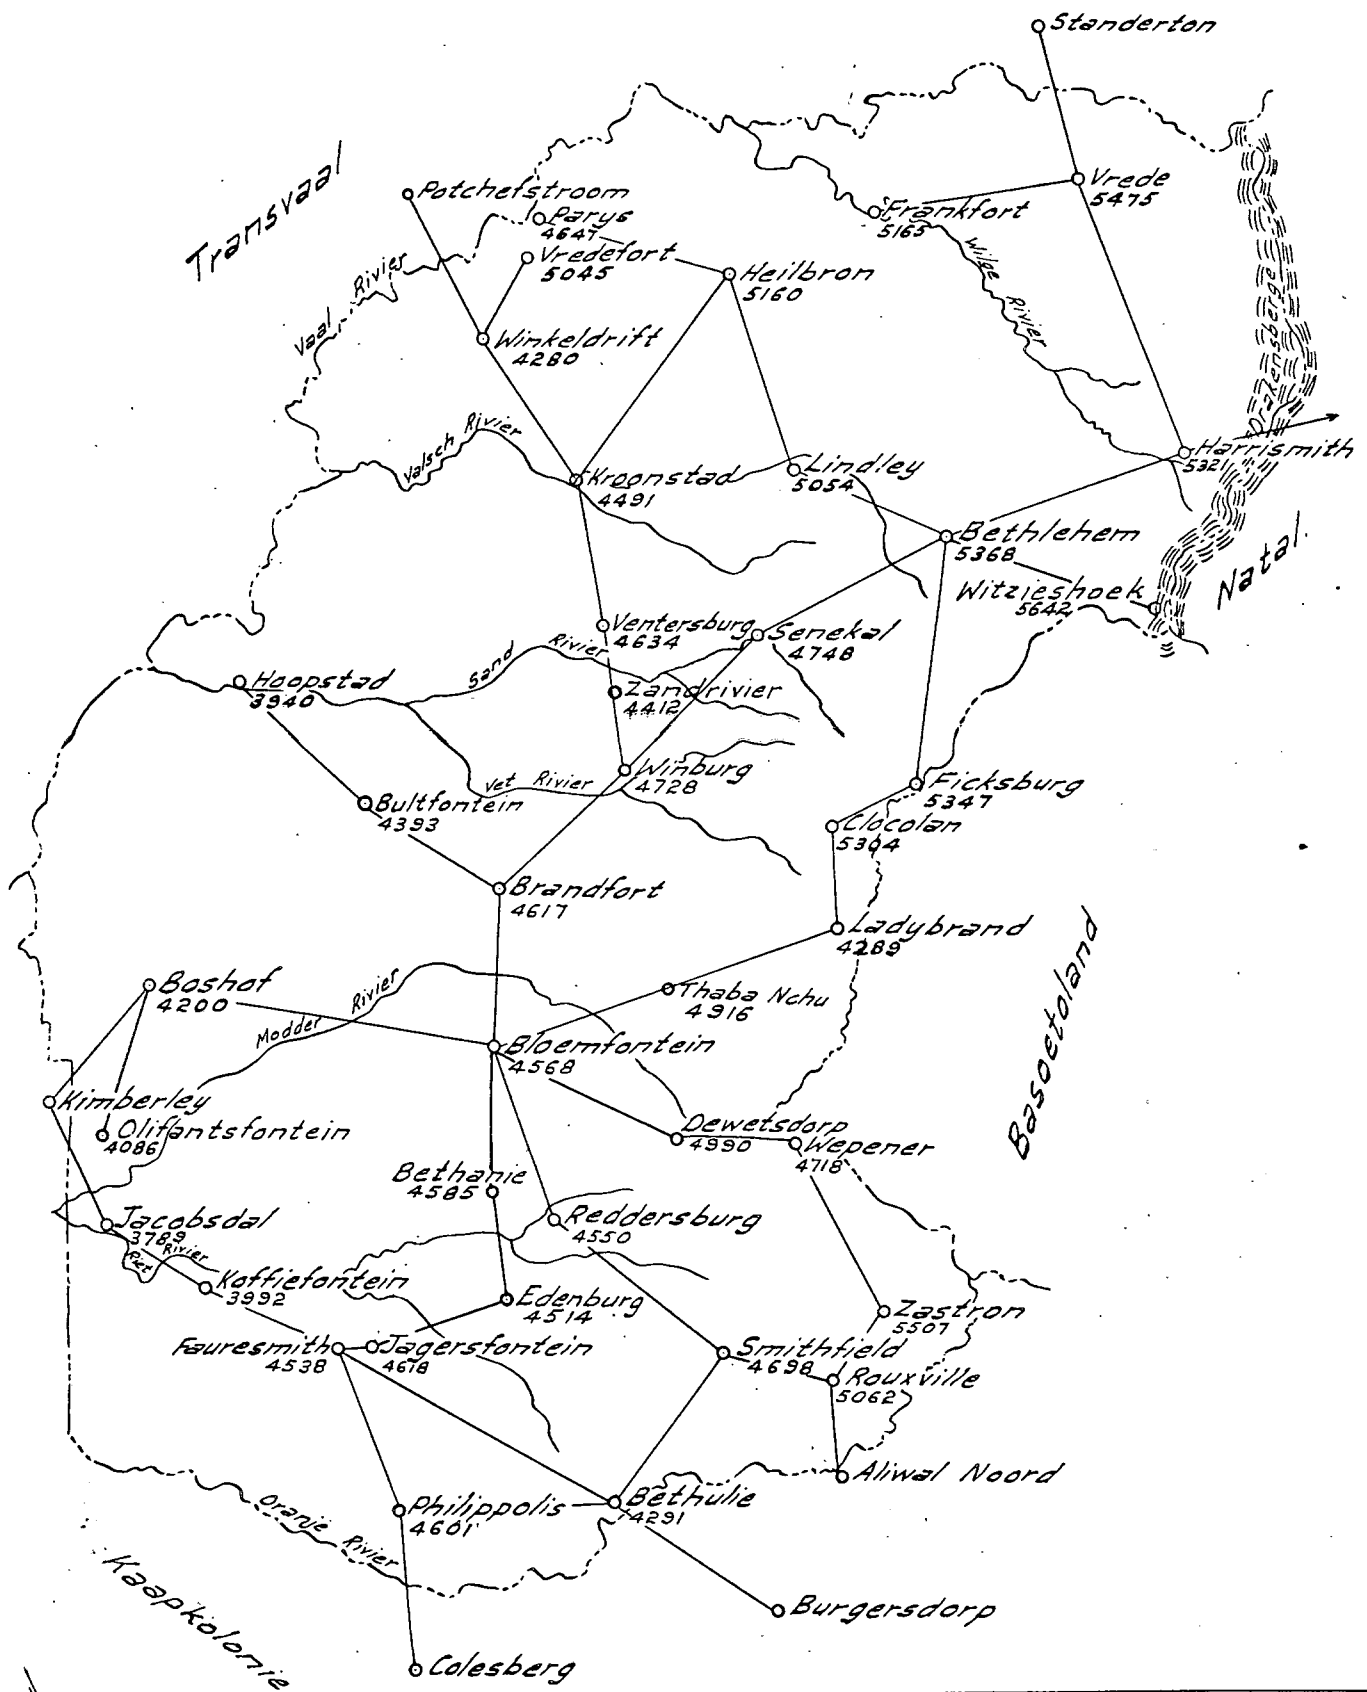 Standerton
Transvaal
Potchefstroom
Parys
4647
Vrede
5475
Frankfort
5165
Vredefort
5045
Heilbron
5160
Vaal Rivier
Wilge Rivier
Drakensberge
Winkeldrift
4280
Valsch Rivier
Kroonstad
4491
Lindley
5054
Harrismith
5321
Bethlehem
5368
Witzieshoek
5642
Natal.
Ventersburg
4634
Senekal
4748
Sand Rivier
Hoopstad
3940
Zandrivier
4412
Winburg
4728
Vet Rivier
Ficksburg
5347
Bultfontein
4393
Clocolan
5304
Brandfort
4617
Ladybrand
4289
Basoetoland
Boshof
4200
Modder Rivier
Thaba Nchu
4916
Bloemfontein
4568
Kimberley
Olifantsfontein
4086
Dewetsdorp
4990
Wepener
4718
Bethanie
4585
Jacobsdal
3789
Riet Rivier
Reddersburg
4550
Koffiefontein
3992
Edenburg
4514
Zastron
5507
Fauresmith
4538
Jagersfontein
4678
Smithfield
4698
Rouxville
5062
Aliwal Noord
Oranje Rivier
Philippolis
4601
Bethulie
4291
Kaapkolonie
Burgersdorp
Colesberg